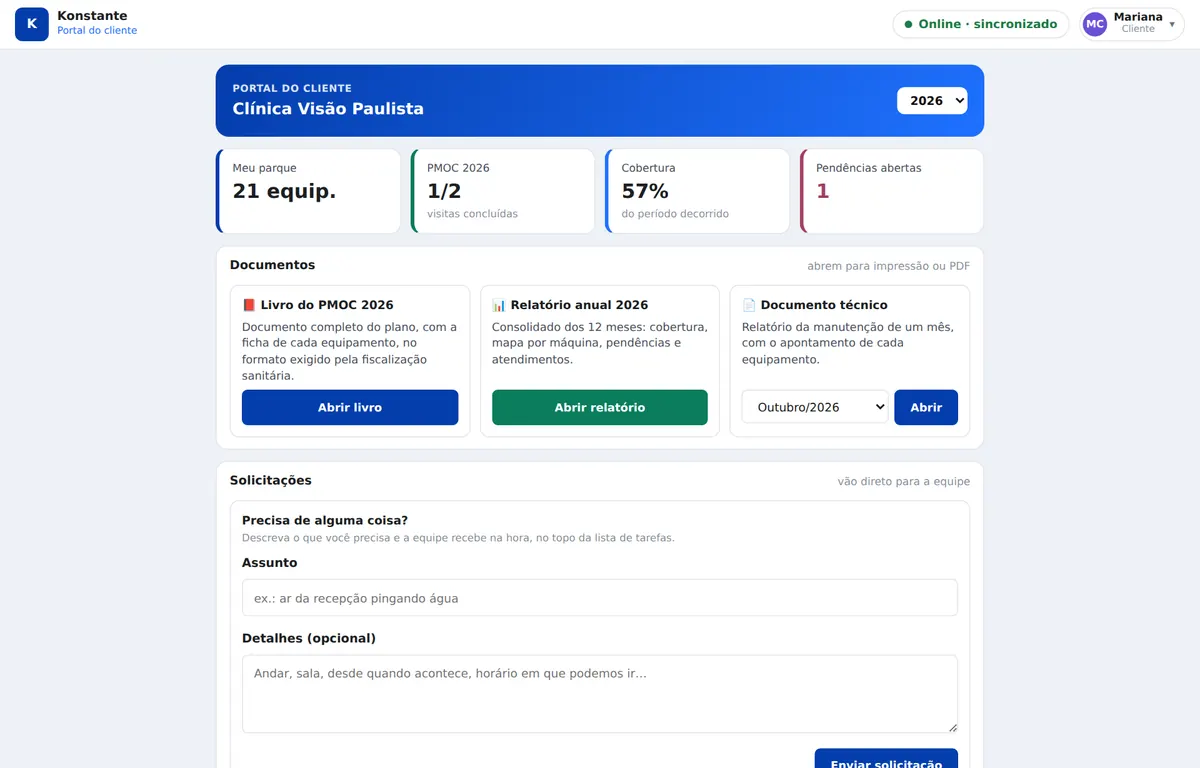 K
Konstante
Portal do cliente
● Online · sincronizado
MC
Mariana
Cliente
PORTAL DO CLIENTE
Clínica Visão Paulista
2026
Meu parque
21 equip.
PMOC 2026
1/2
visitas concluídas
Cobertura
57%
do período decorrido
Pendências abertas
1
Documentos
abrem para impressão ou PDF
Livro do PMOC 2026
Documento completo do plano, com a
ficha de cada equipamento, no
formato exigido pela fiscalização
sanitária.
Abrir livro
Relatório anual 2026
Consolidado dos 12 meses: cobertura,
mapa por máquina, pendências e
atendimentos.
Abrir relatório
Documento técnico
Relatório da manutenção de um mês,
com o apontamento de cada
equipamento.
Outubro/2026
Abrir
Solicitações
vão direto para a equipe
Precisa de alguma coisa?
Descreva o que você precisa e a equipe recebe na hora, no topo da lista de tarefas.
Assunto
ex.: ar da recepção pingando água
Detalhes (opcional)
Andar, sala, desde quando acontece, horário em que podemos ir...
Enviar solicitação